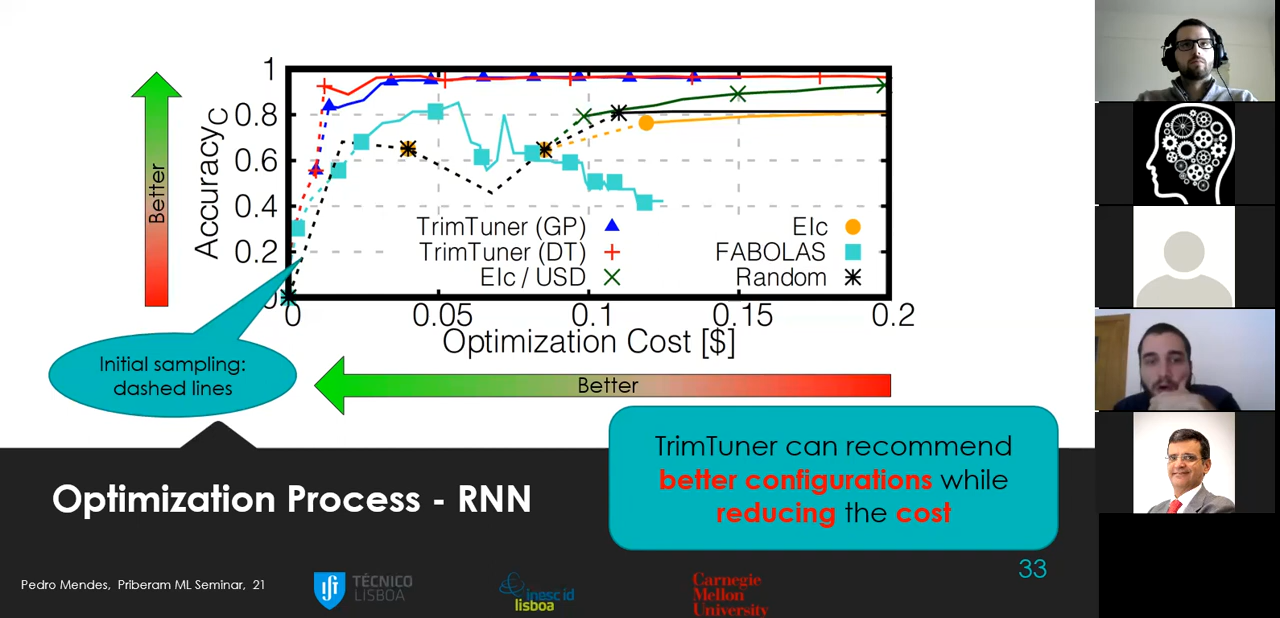 Better
Accuracy_C
1
0.8
0.6
0.4
0.2
0
TrimTuner (GP)
TrimTuner (DT)
EIc / USD
EIc
FABOLAS
Random
0
0.05
0.1
0.15
0.2
Optimization Cost [$]
Initial sampling:
dashed lines
Better
TrimTuner can recommend
better configurations while
reducing the cost
Optimization Process - RNN
33
Pedro Mendes, Priberam ML Seminar, 21
TÉCNICO
LISBOA
inesc id
lisboa
Carnegie
Mellon
University